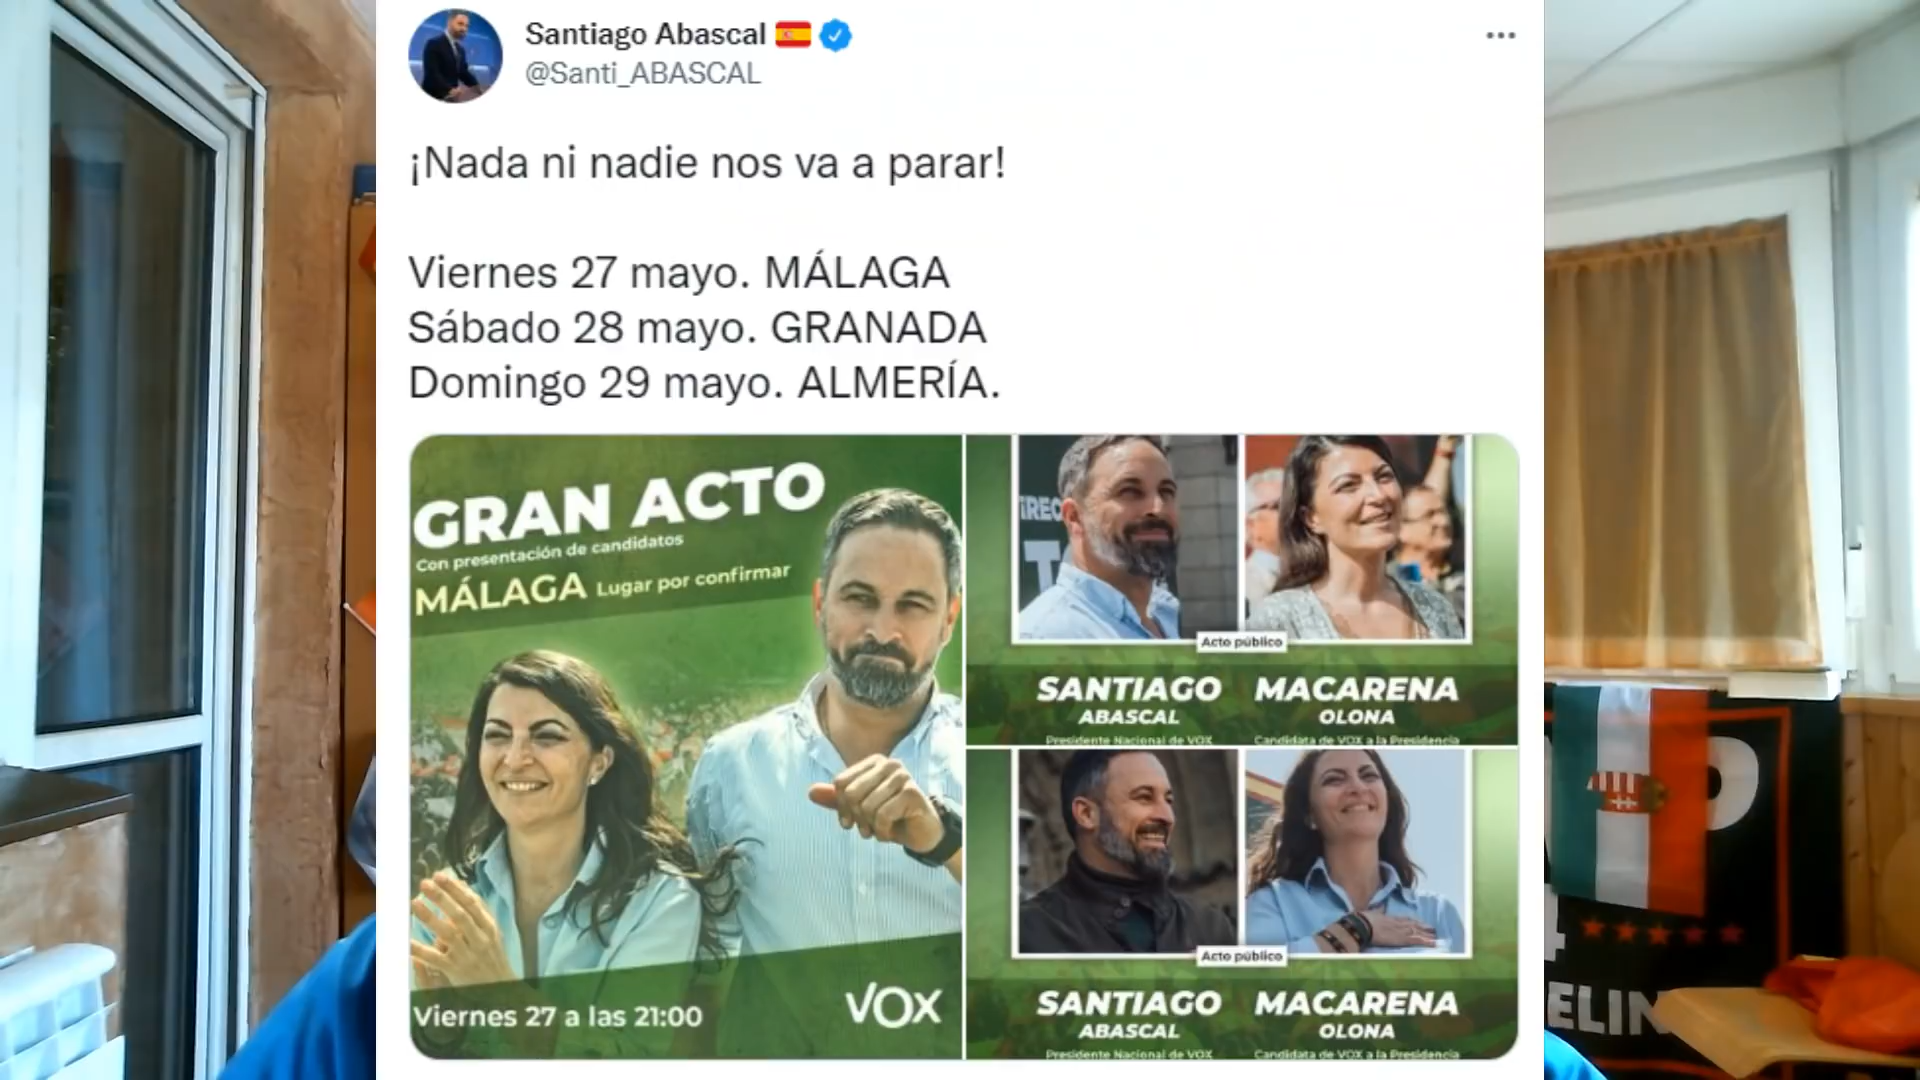 Santiago Abascal
@Santi_ABASCAL
¡Nada ni nadie nos va a parar!
Viernes 27 mayo. MÁLAGA
Sábado 28 mayo. GRANADA
Domingo 29 mayo. ALMERÍA.
GRAN ACTO
Con presentación de candidatos
MÁLAGA Lugar por confirmar
Viernes 27 a las 21:00
VOX
Acto público
SANTIAGO
ABASCAL
Presidente Nacional de VOX
MACARENA
OLONA
Candidata de VOX a la Presidencia
Acto público
SANTIAGO
ABASCAL
Presidente Nacional de VOX
MACARENA
OLONA
Candidata de VOX a la Presidencia